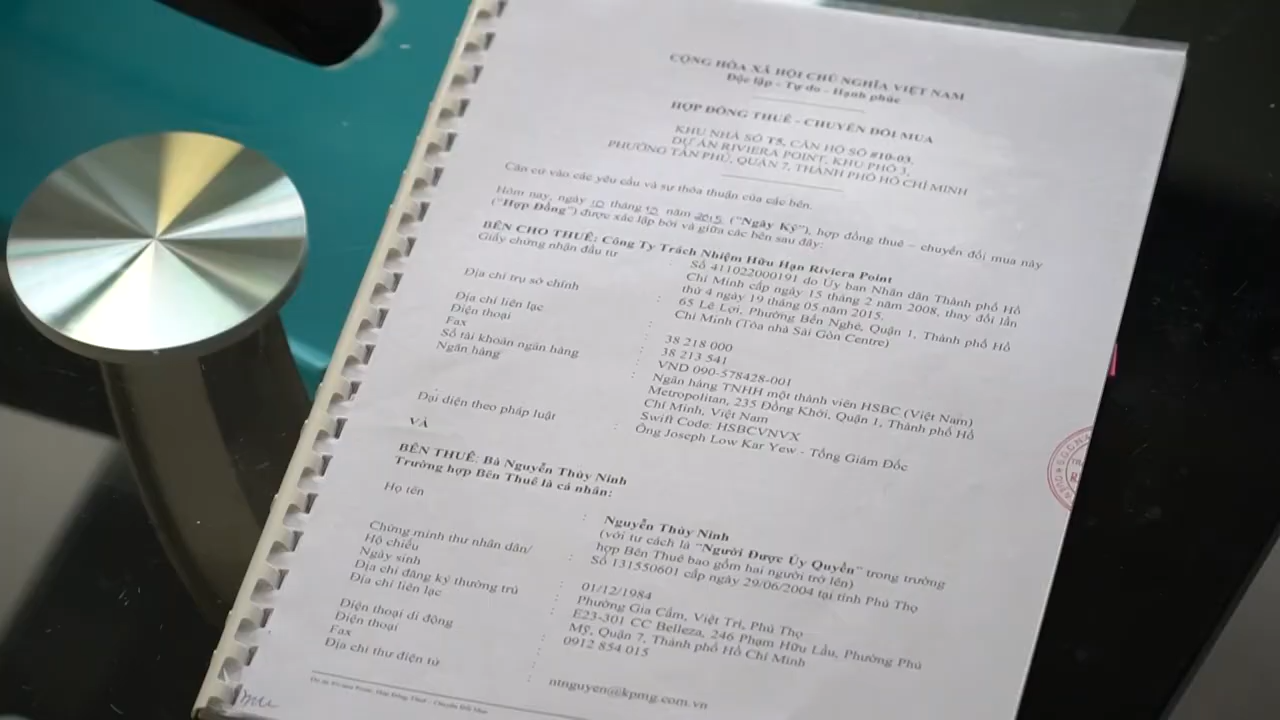 CỘNG HÒA XÃ HỘI CHỦ NGHĨA VIỆT NAM
Độc lập - Tự do - Hạnh phúc
HỢP ĐỒNG THUÊ - CHUYỂN ĐỔI MUA
KHU NHÀ SỐ T5, CĂN HỘ SỐ #10-03,
DỰ ÁN RIVIERA POINT, KHU PHỐ 3,
PHƯỜNG TÂN PHÚ, QUẬN 7, THÀNH PHỐ HỒ CHÍ MINH
Căn cứ vào các yêu cầu và sự thỏa thuận của các bên.
Hôm nay, ngày 10 tháng 12 năm 2015 ("Ngày Ký"), hợp đồng thuê – chuyển đổi mua này
("Hợp Đồng") được xác lập bởi và giữa các bên sau đây:
BÊN CHO THUÊ: Công Ty Trách Nhiệm Hữu Hạn Riviera Point
Giấy chứng nhận đầu tư : Số 411022000191 do Ủy ban Nhân dân Thành phố Hồ
Chí Minh cấp ngày 15 tháng 2 năm 2008, thay đổi lần
thứ 4 ngày 19 tháng 05 năm 2015.
Địa chỉ trụ sở chính : 65 Lê Lợi, Phường Bến Nghé, Quận 1, Thành phố Hồ
Chí Minh (Tòa nhà Sài Gòn Centre)
Địa chỉ liên lạc :
Điện thoại : 38 218 000
Fax : 38 213 541
Số tài khoản ngân hàng : VND 090-578428-001
Ngân hàng : Ngân hàng TNHH một thành viên HSBC (Việt Nam)
Metropolitan, 235 Đồng Khởi, Quận 1, Thành phố Hồ
Chí Minh, Việt Nam
Swift Code: HSBCVNVX
Đại diện theo pháp luật : Ông Joseph Low Kar Yew - Tổng Giám Đốc
VÀ
BÊN THUÊ: Bà Nguyễn Thùy Ninh
Trường hợp Bên Thuê là cá nhân:
Họ tên : Nguyễn Thùy Ninh
(với tư cách là "Người Được Ủy Quyền" trong trường
hợp Bên Thuê bao gồm hai người trở lên)
Chứng minh thư nhân dân/
Hộ chiếu : Số 131550601 cấp ngày 29/06/2004 tại tỉnh Phú Thọ
Ngày sinh : 01/12/1984
Địa chỉ đăng ký thường trú : Phường Gia Cẩm, Việt Trì, Phú Thọ
Địa chỉ liên lạc : E23-301 CC Belleza, 246 Phạm Hữu Lầu, Phường Phú
Mỹ, Quận 7, Thành phố Hồ Chí Minh
Điện thoại di động : 0912 854 015
Điện thoại :
Fax :
Địa chỉ thư điện tử : ntnguyen@kpmg.com.vn
Dự án Riviera Point, Hợp Đồng Thuê - Chuyển Đổi Mua